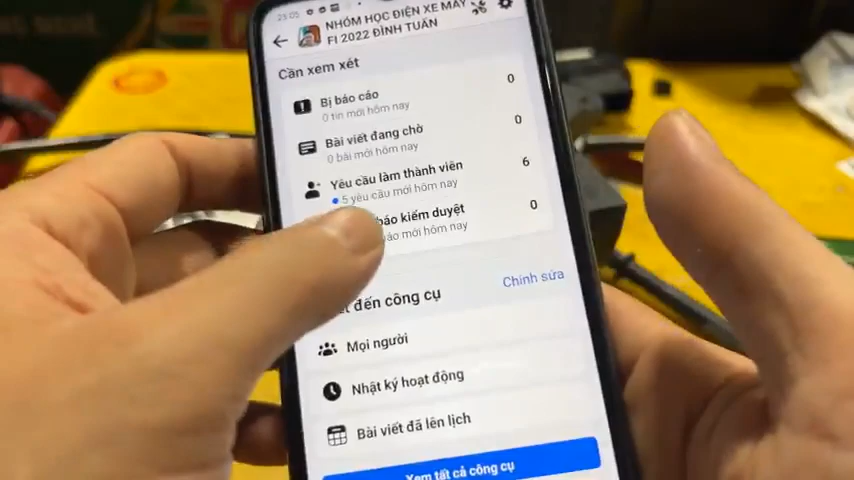 23:05
NHÓM HỌC ĐIỆN XE MÁY
FI 2022 ĐÌNH TUẤN
Cần xem xét
Bị báo cáo
0
0 tin mới hôm nay
Bài viết đang chờ
0
0 bài mới hôm nay
Yêu cầu làm thành viên
6
5 yêu cầu mới hôm nay
báo kiểm duyệt
0
báo mới hôm nay
đến công cụ
Chỉnh sửa
Mọi người
Nhật ký hoạt động
Bài viết đã lên lịch
Xem tất cả công cụ